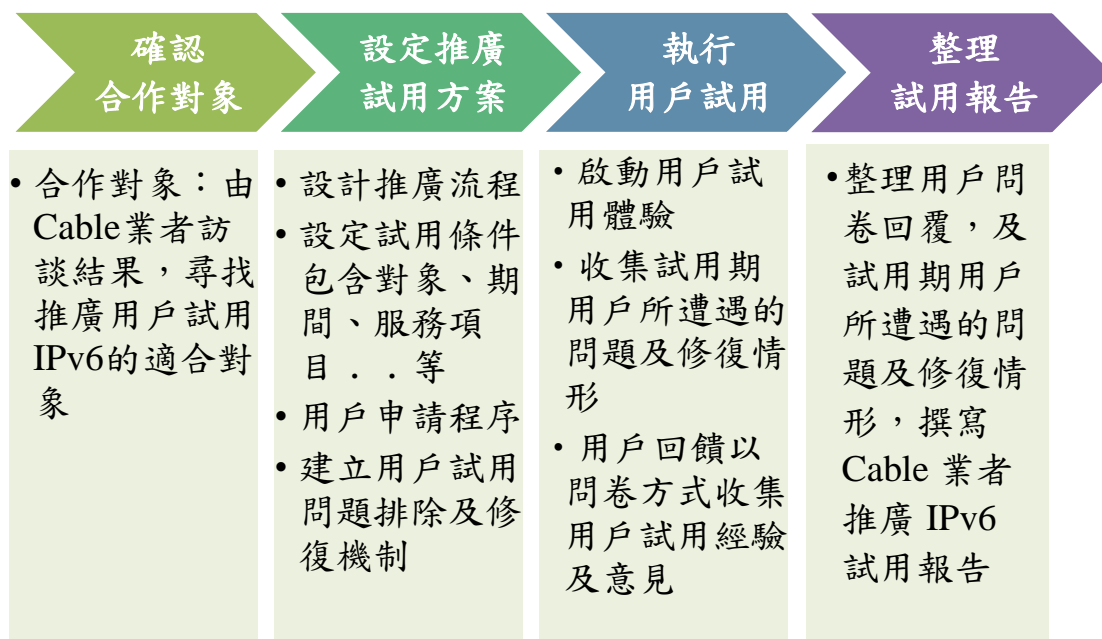 確認
合作對象
設定推廣
試用方案
執行
用戶試用
整理
試用報告
• 合作對象：由
Cable業者訪
談結果，尋找
推廣用戶試用
IPv6的適合對
象
• 設計推廣流程
• 設定試用條件
包含對象、期
間、服務項
目..等
• 用戶申請程序
• 建立用戶試用
問題排除及修
復機制
• 啟動用戶試
用體驗
• 收集試用期
用戶所遭遇的
問題及修復情
形
• 用戶回饋以
問卷方式收集
用戶試用經驗
及意見
•整理用戶問
卷回覆，及
試用期用戶
所遭遇的問
題及修復情
形，撰寫
Cable 業者
推廣 IPv6
試用報告